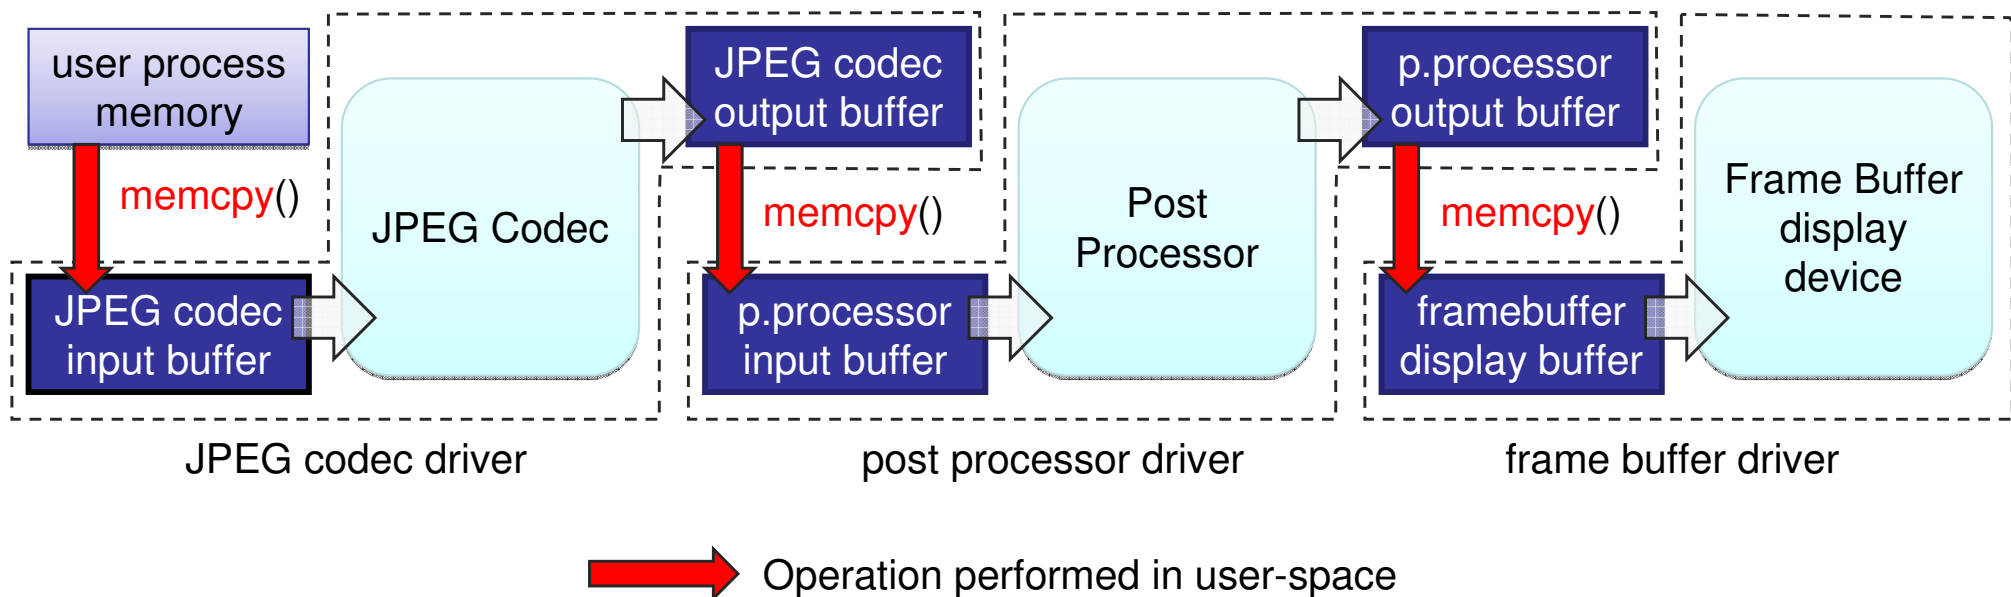 user process
memory
memcpy()
JPEG codec
input buffer
JPEG Codec
JPEG codec
output buffer
memcpy()
p.processor
input buffer
Post
Processor
p.processor
output buffer
memcpy()
framebuffer
display buffer
Frame Buffer
display
device
JPEG codec driver
post processor driver
frame buffer driver
Operation performed in user-space